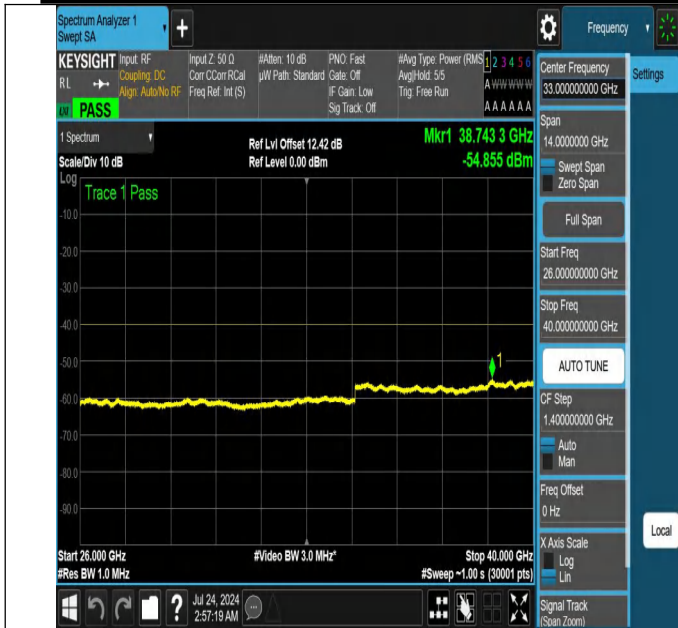 Spectrum Analyzer 1
Swept SA
+
Frequency
KEYSIGHT
RL
PASS
Input: RF
Coupling: DC
Align: Auto/No RF
Input Z: 50 Ω
Corr CCorr RCal
Freq Ref: Int (S)
#Atten: 10 dB
µW Path: Standard
PNO: Fast
Gate: Off
IF Gain: Low
Sig Track: Off
#Avg Type: Power (RMS
Avg|Hold: 5/5
Trig: Free Run
1 2 3 4 5 6
A W W W W W
A A A A A A
Center Frequency
33.000000000 GHz
Settings
Span
14.0000000 GHz
Swept Span
Zero Span
Full Span
Start Freq
26.000000000 GHz
Stop Freq
40.000000000 GHz
AUTO TUNE
CF Step
1.400000000 GHz
Auto
Man
Freq Offset
0 Hz
X Axis Scale
Log
Lin
Signal Track
(Span Zoom)
Local
1 Spectrum
Scale/Div 10 dB
Ref Lvl Offset 12.42 dB
Ref Level 0.00 dBm
Mkr1 38.743 3 GHz
-54.855 dBm
Log
Trace 1 Pass
-10.0
-20.0
-30.0
-40.0
-50.0
-60.0
-70.0
-80.0
-90.0
1
Start 26.000 GHz
#Res BW 1.0 MHz
#Video BW 3.0 MHz*
Stop 40.000 GHz
#Sweep ~1.00 s (30001 pts)
?
Jul 24, 2024
2:57:19 AM